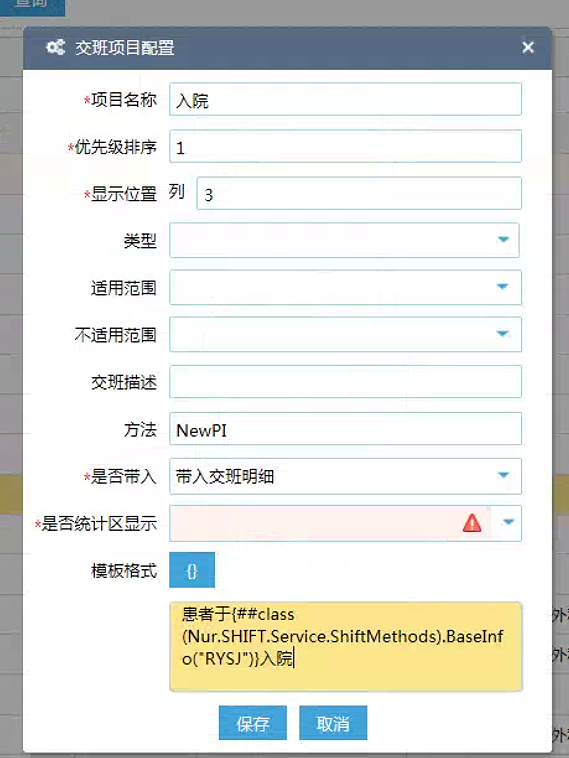 查询
交班项目配置
*项目名称 入院
*优先级排序 1
*显示位置 列 3
类型
适用范围
不适用范围
交班描述
方法 NewPI
*是否带入 带入交班明细
*是否统计区显示
模板格式 {}
患者于{##class
(Nur.SHIFT.Service.ShiftMethods).BaseInf
o("RYSJ")}入院
保存 取消